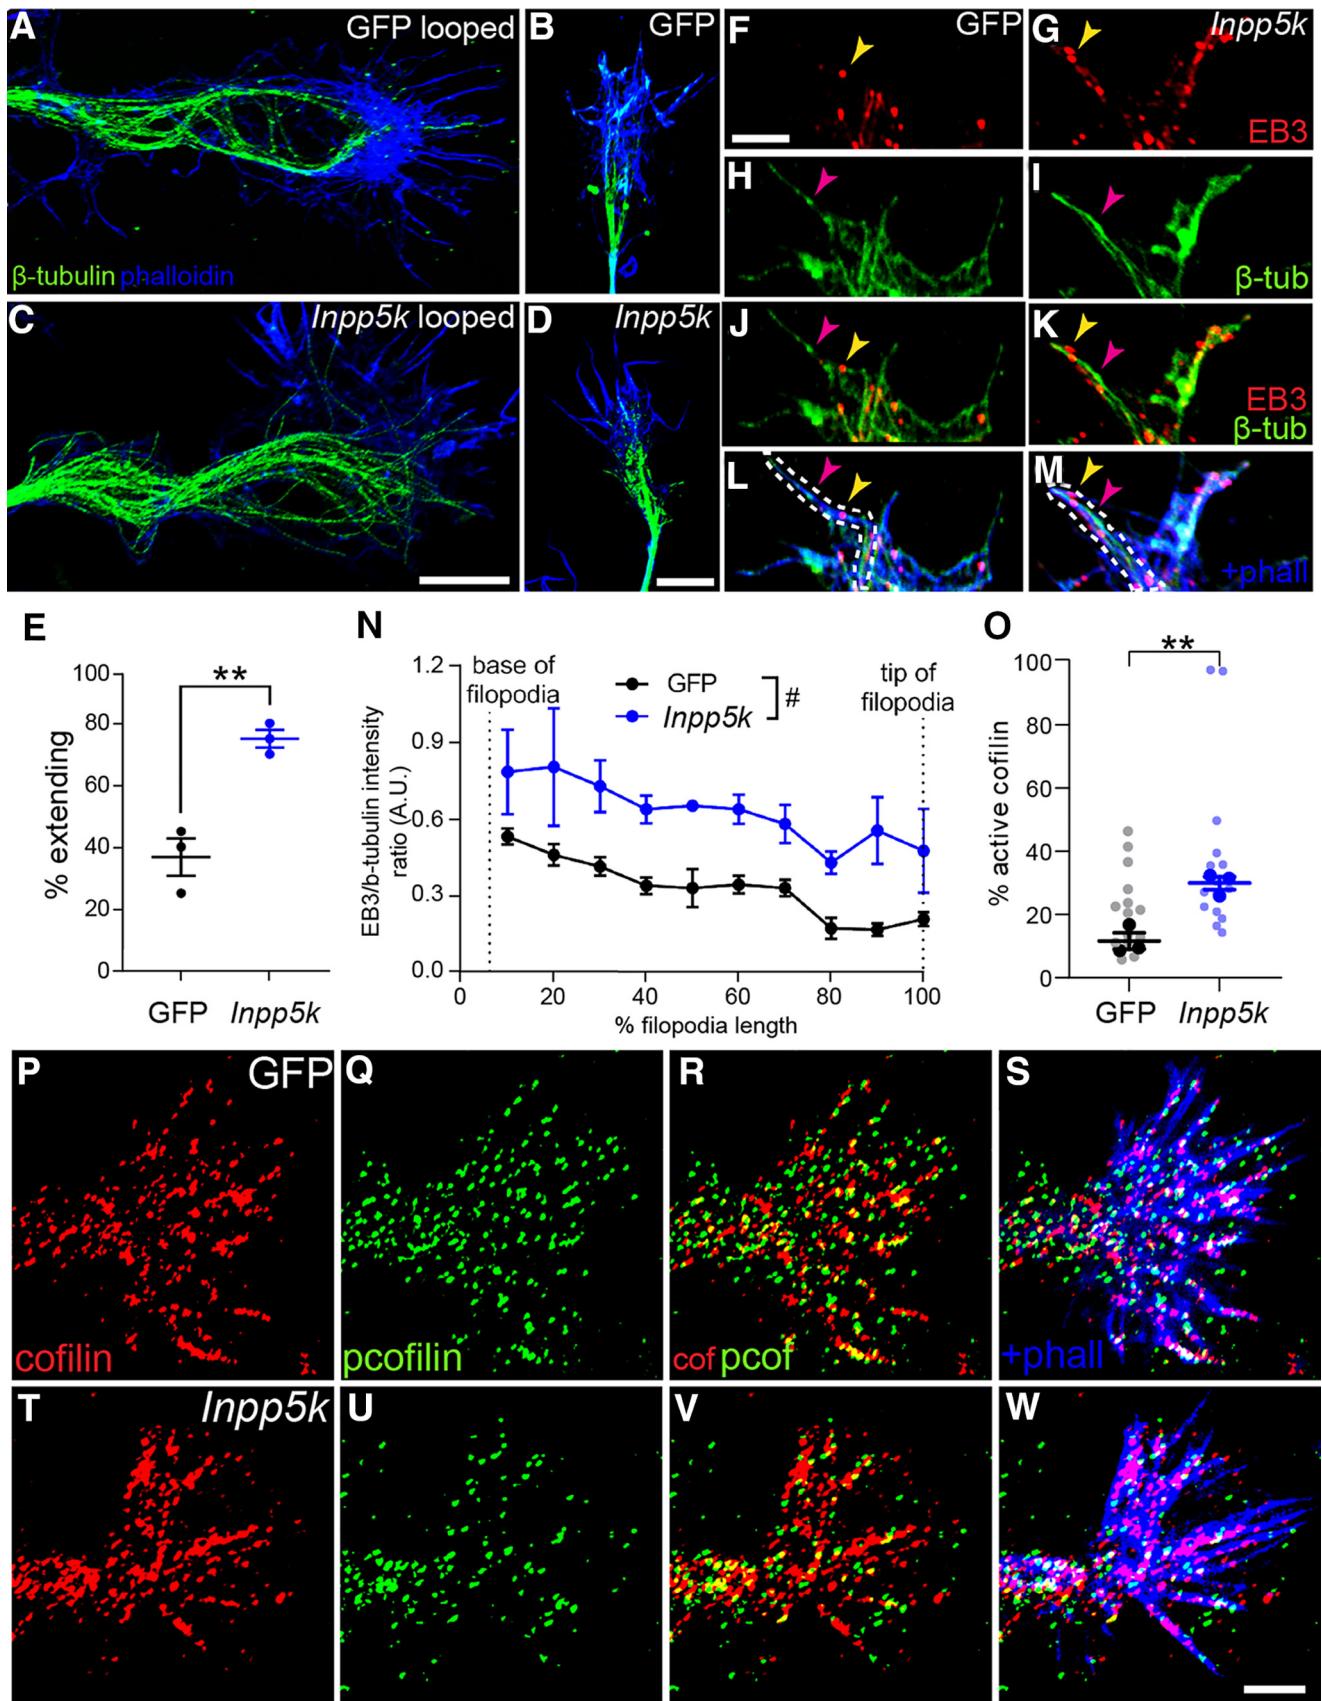 A
GFP looped
β-tubulin phalloidin
B
GFP
C
Inpp5k looped
D
Inpp5k
F
GFP
G
Inpp5k
EB3
H
I
β-tub
J
K
EB3
β-tub
L
M
+phall
E
% extending
100
80
60
40
20
0
**
GFP
Inpp5k
N
EB3/b-tubulin intensity
ratio (A.U.)
1.2
0.9
0.6
0.3
0.0
base of
filopodia
GFP
Inpp5k
#
tip of
filopodia
0
20
40
60
80
100
% filopodia length
O
% active cofilin
100
80
60
40
20
0
**
GFP
Inpp5k
P
GFP
cofilin
Q
pcofilin
R
cof pcof
S
+phall
T
Inpp5k
U
V
W